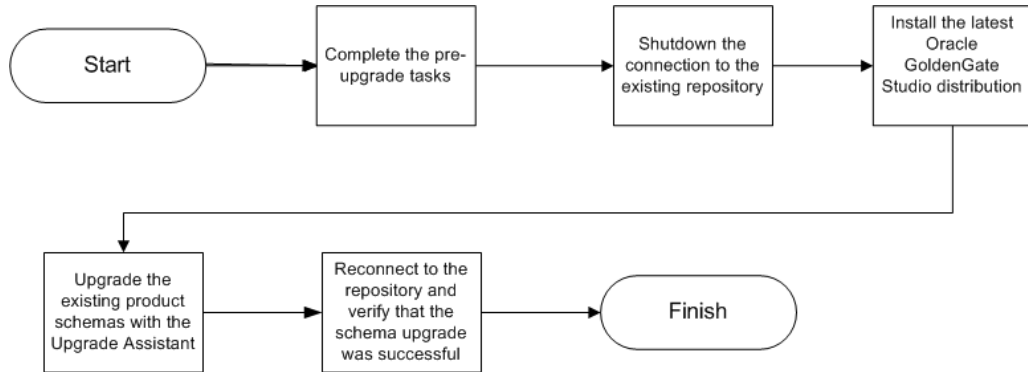 Start
Complete the pre-
upgrade tasks
Shutdown the
connection to the
existing repository
Install the latest
Oracle
GoldenGate
Studio distribution
Upgrade the
existing product
schemas with the
Upgrade Assistant
Reconnect to the
repository and
verify that the
schema upgrade
was successful
Finish